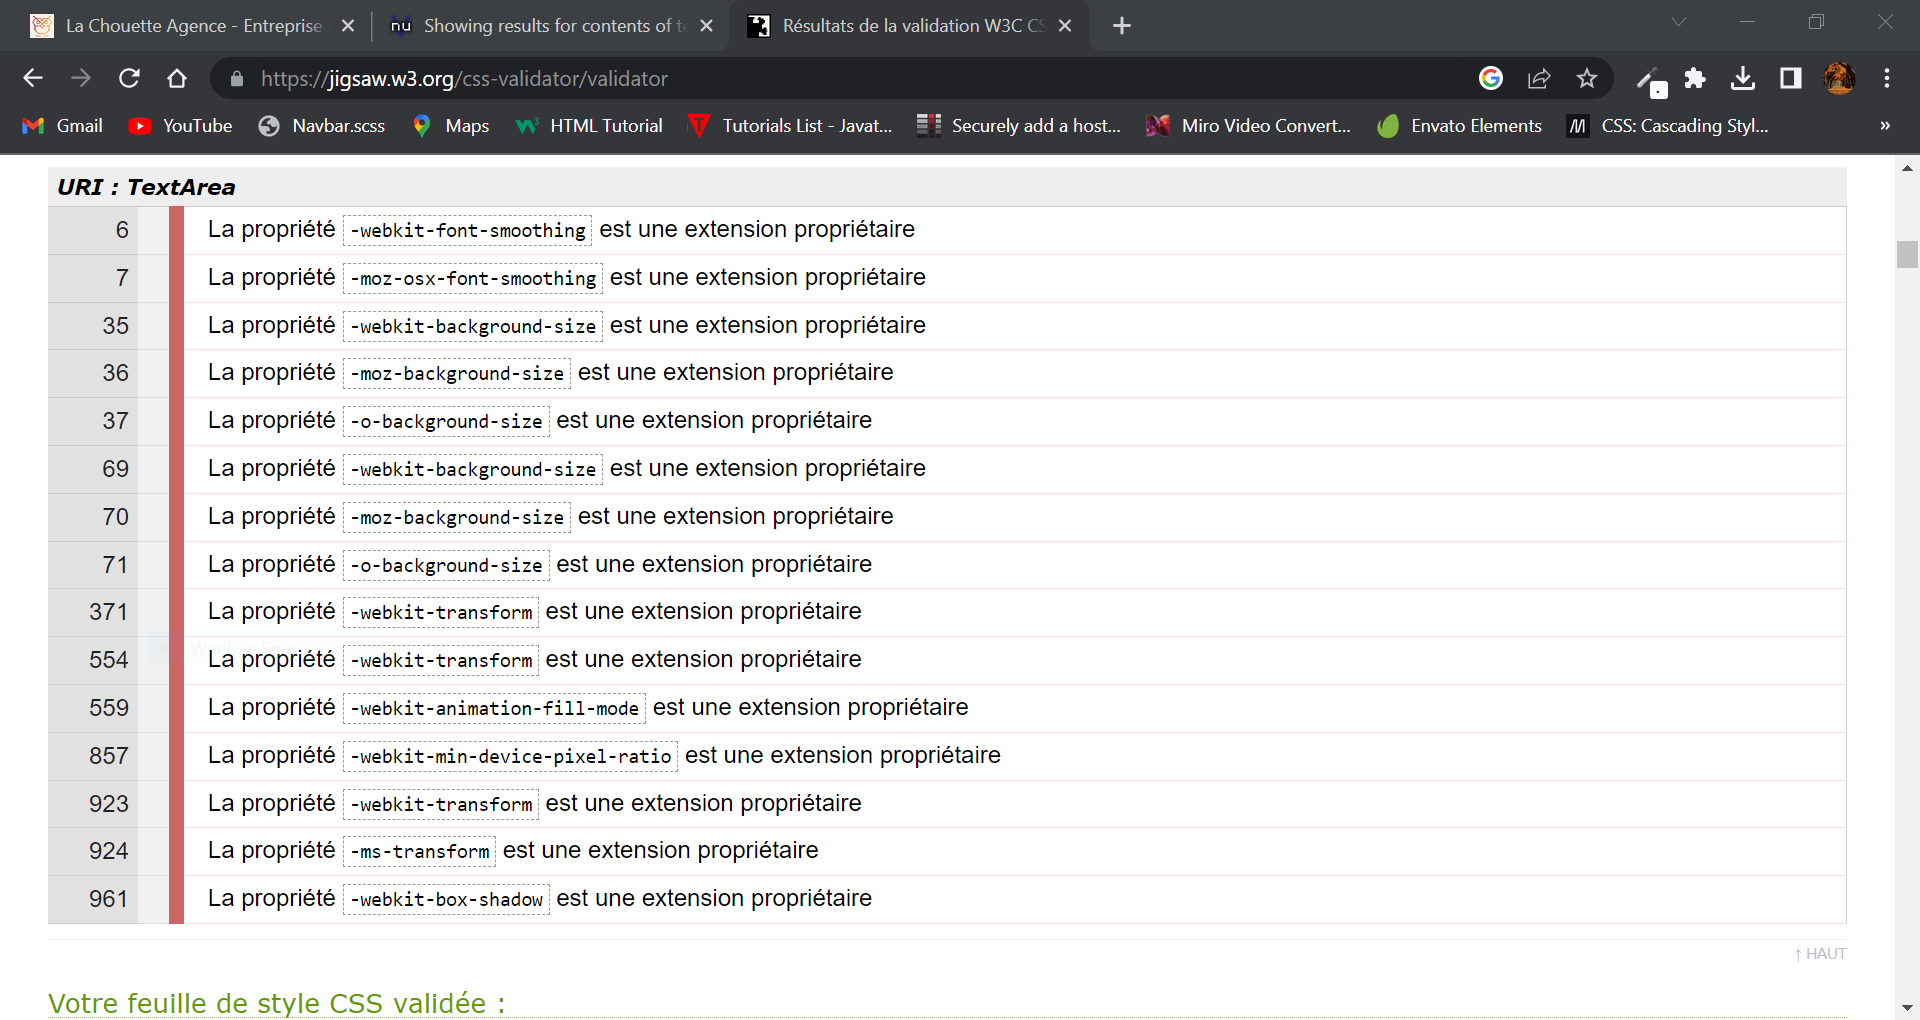 La Chouette Agence - Entreprise
Showing results for contents of te
Résultats de la validation W3C CS
https://jigsaw.w3.org/css-validator/validator
Gmail YouTube Navbar.scss Maps HTML Tutorial Tutorials List - Javat... Securely add a host... Miro Video Convert... Envato Elements CSS: Cascading Styl... »
URI : TextArea
6 La propriété -webkit-font-smoothing est une extension propriétaire
7 La propriété -moz-osx-font-smoothing est une extension propriétaire
35 La propriété -webkit-background-size est une extension propriétaire
36 La propriété -moz-background-size est une extension propriétaire
37 La propriété -o-background-size est une extension propriétaire
69 La propriété -webkit-background-size est une extension propriétaire
70 La propriété -moz-background-size est une extension propriétaire
71 La propriété -o-background-size est une extension propriétaire
371 La propriété -webkit-transform est une extension propriétaire
554 La propriété -webkit-transform est une extension propriétaire
559 La propriété -webkit-animation-fill-mode est une extension propriétaire
857 La propriété -webkit-min-device-pixel-ratio est une extension propriétaire
923 La propriété -webkit-transform est une extension propriétaire
924 La propriété -ms-transform est une extension propriétaire
961 La propriété -webkit-box-shadow est une extension propriétaire
↑ HAUT
Votre feuille de style CSS validée :